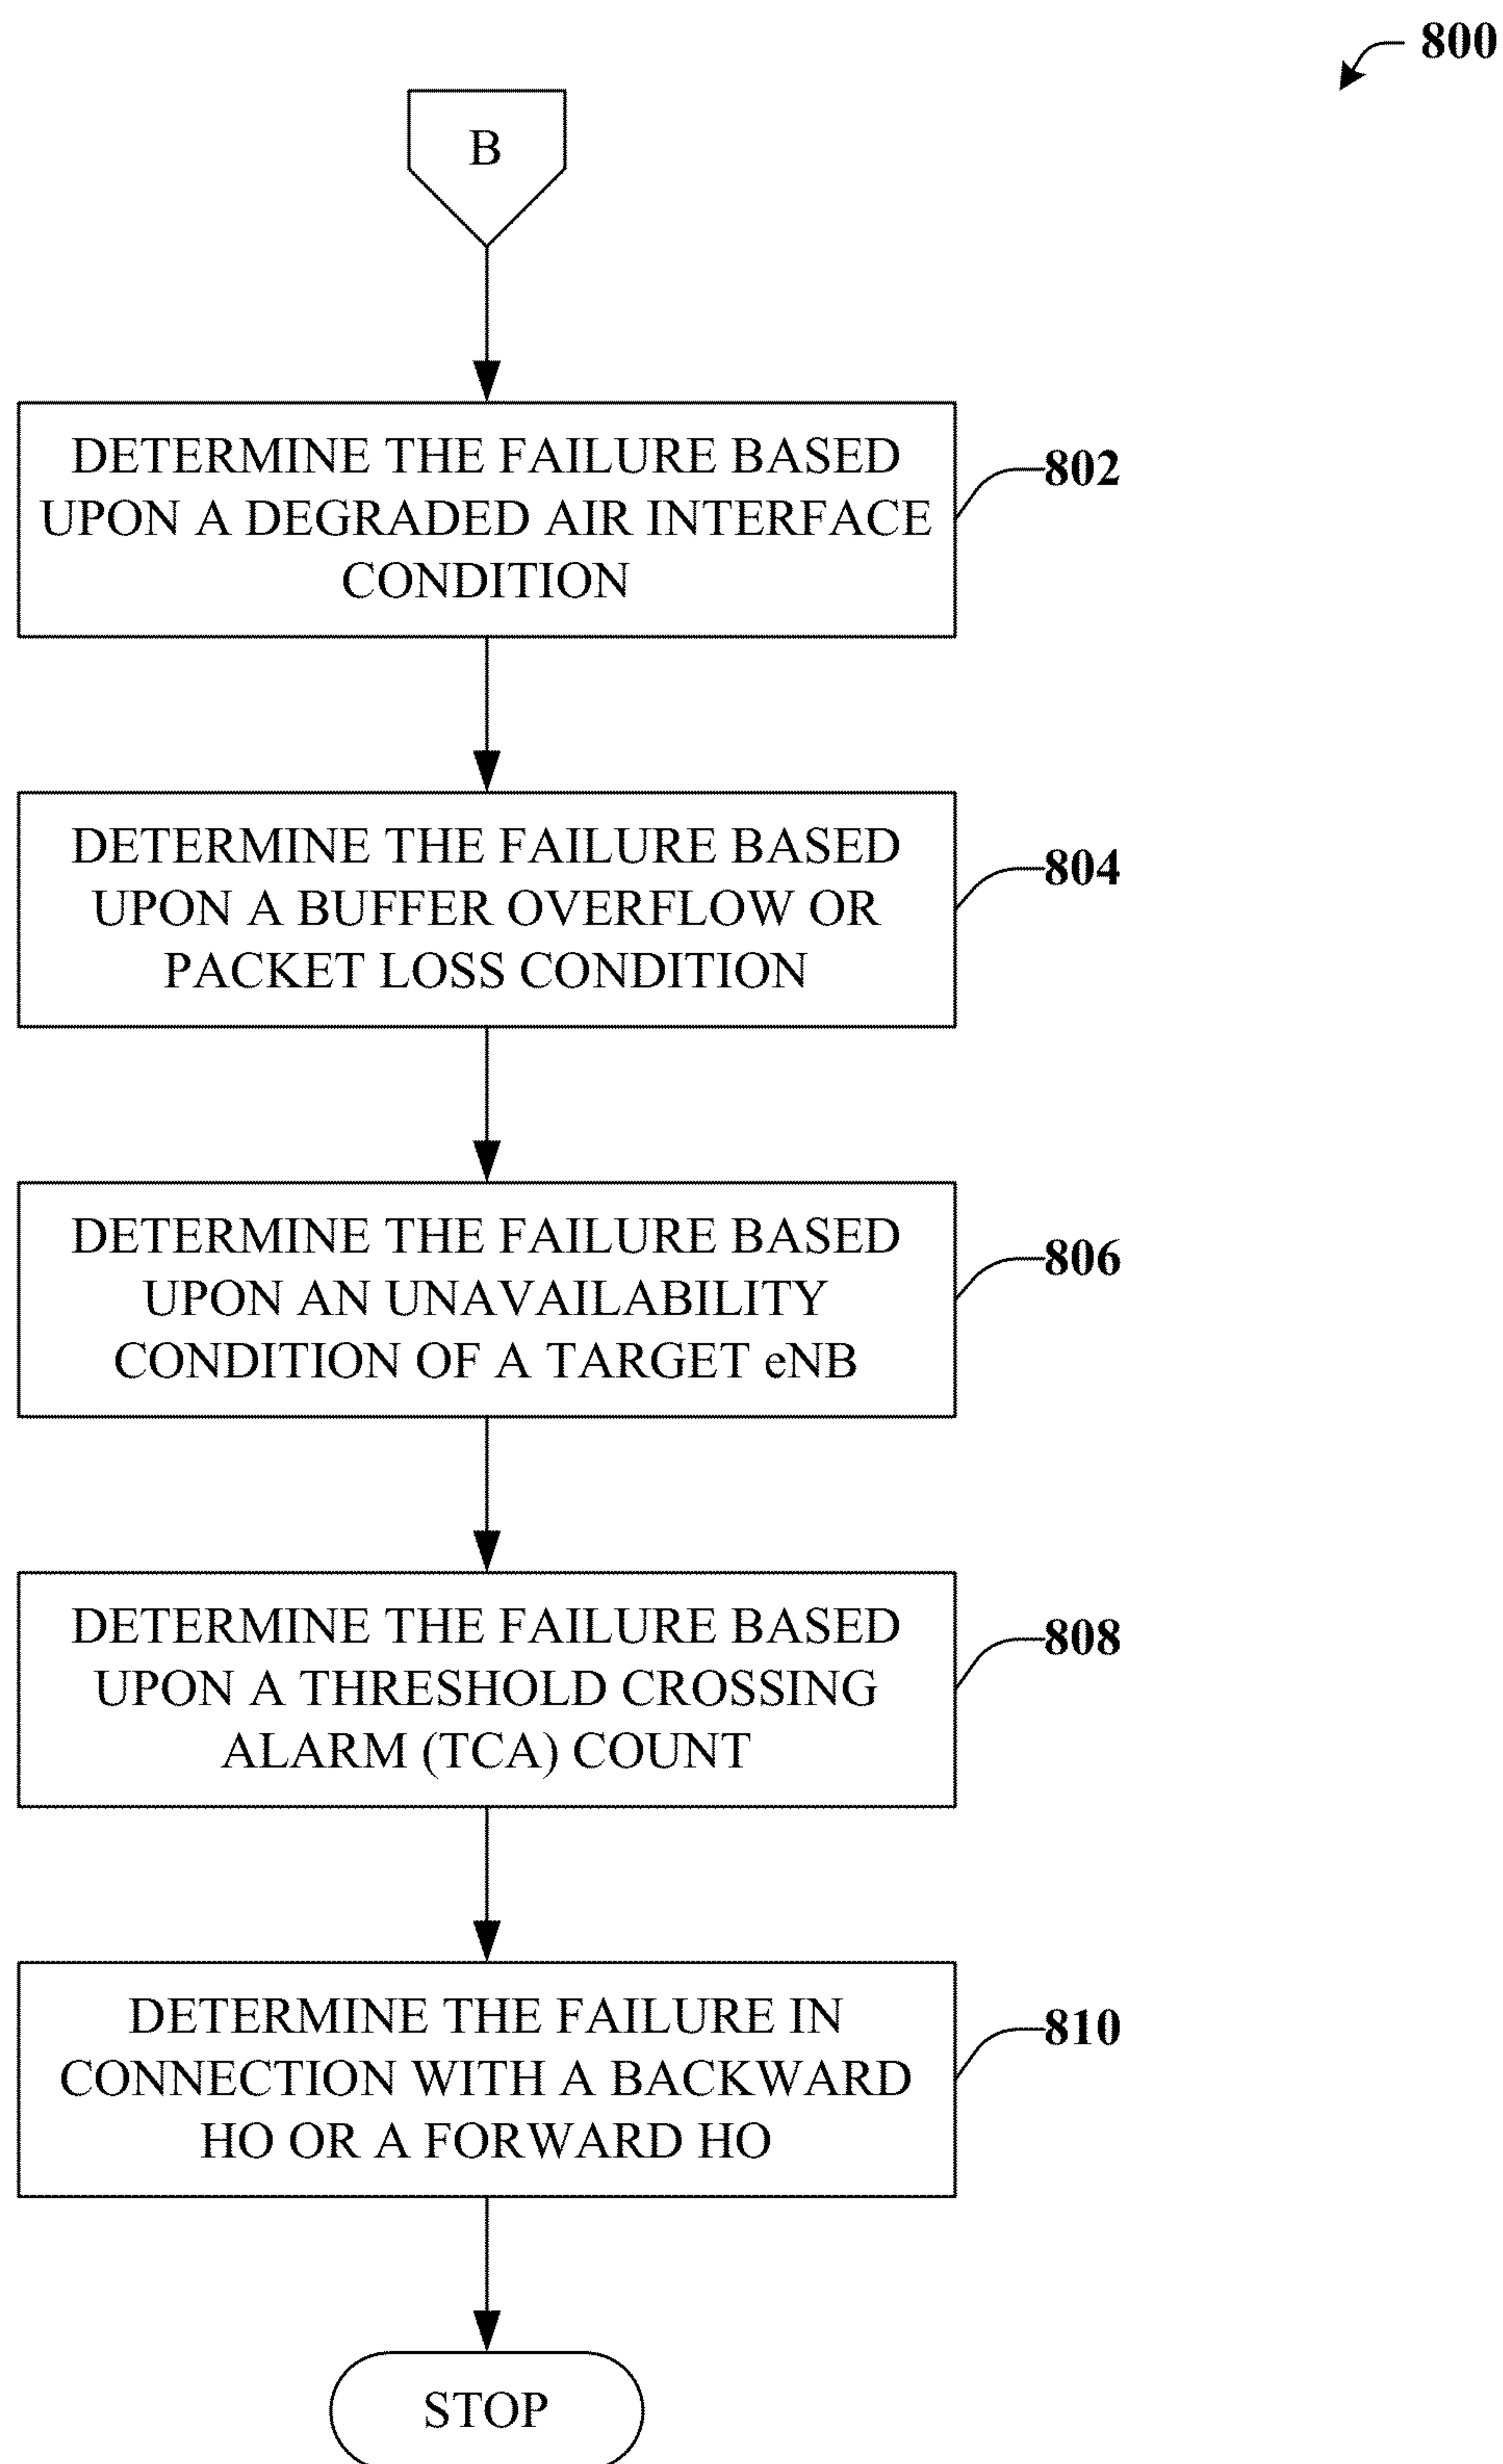 800
B
DETERMINE THE FAILURE BASED
UPON A DEGRADED AIR INTERFACE
CONDITION
802
DETERMINE THE FAILURE BASED
UPON A BUFFER OVERFLOW OR
PACKET LOSS CONDITION
804
DETERMINE THE FAILURE BASED
UPON AN UNAVAILABILITY
CONDITION OF A TARGET eNB
806
DETERMINE THE FAILURE BASED
UPON A THRESHOLD CROSSING
ALARM (TCA) COUNT
808
DETERMINE THE FAILURE IN
CONNECTION WITH A BACKWARD
HO OR A FORWARD HO
810
STOP